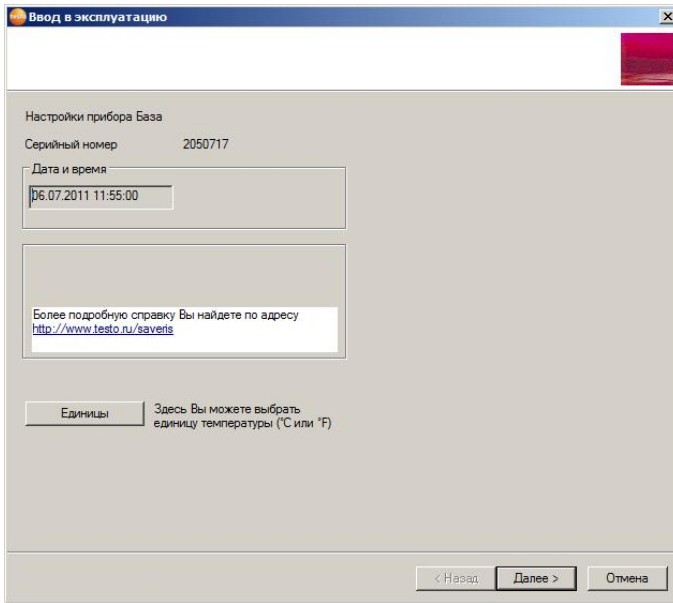 testo Ввод в эксплуатацию
Настройки прибора База
Серийный номер 2050717
Дата и время
06.07.2011 11:55:00
Более подробную справку Вы найдете по адресу
http://www.testo.ru/saveris
Единицы
Здесь Вы можете выбрать
единицу температуры (°C или °F)
< Назад
Далее >
Отмена